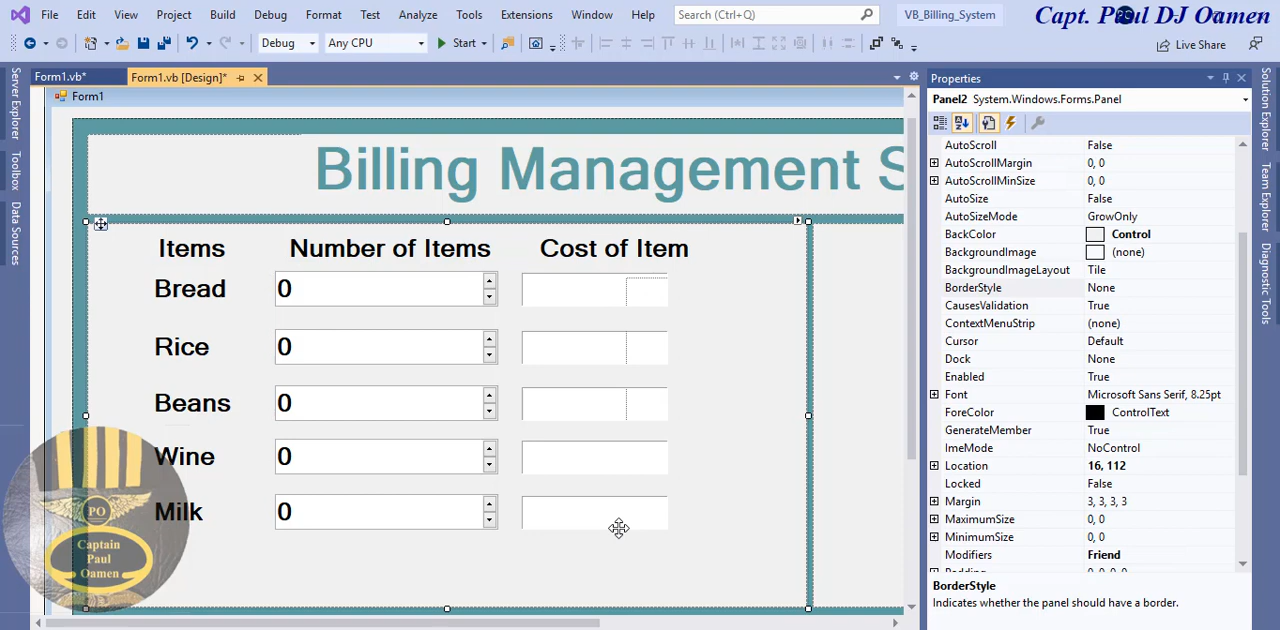 File Edit View Project Build Debug Format Test Analyze Tools Extensions Window Help Search (Ctrl+Q) VB_Billing_System
Capt. Paul DJ Oamen
Debug Any CPU Start Live Share
Form1.vb* Form1.vb [Design]*
Server Explorer
Toolbox
Data Sources
Form1
Billing Management S
Items Number of Items Cost of Item
Bread 0
Rice 0
Beans 0
Wine 0
Milk 0
PO
Captain
Paul
Oamen
Properties
Panel2 System.Windows.Forms.Panel
AutoScroll False
AutoScrollMargin 0, 0
AutoScrollMinSize 0, 0
AutoSize False
AutoSizeMode GrowOnly
BackColor Control
BackgroundImage (none)
BackgroundImageLayout Tile
BorderStyle None
CausesValidation True
ContextMenuStrip (none)
Cursor Default
Dock None
Enabled True
Font Microsoft Sans Serif, 8.25pt
ForeColor ControlText
GenerateMember True
ImeMode NoControl
Location 16, 112
Locked False
Margin 3, 3, 3, 3
MaximumSize 0, 0
MinimumSize 0, 0
Modifiers Friend
BorderStyle
Indicates whether the panel should have a border.
Solution Explorer
Team Explorer
Diagnostic Tools